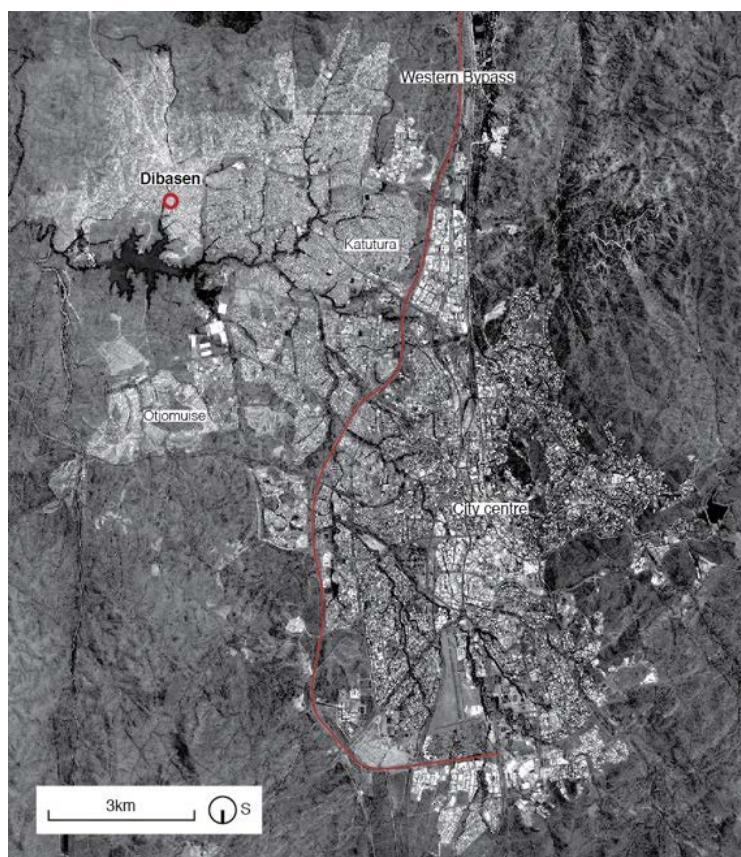 Western Bypass
Dibasen
Katutura
Otjomuise
City centre
3km
S